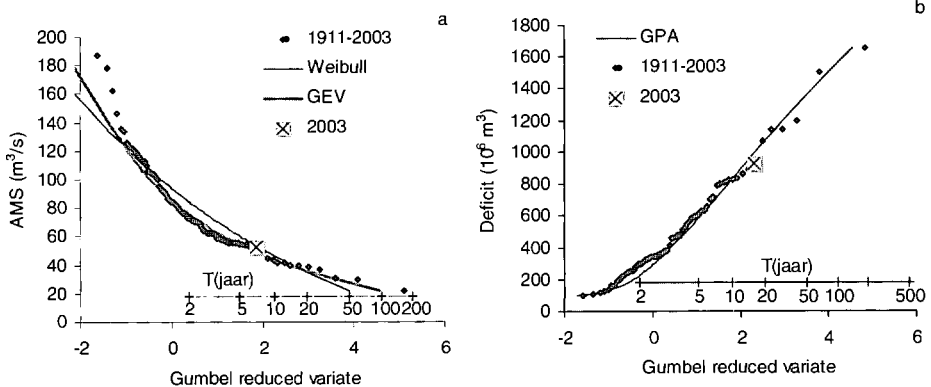 a
AMS (m³/s)
200
180
160
140
120
100
80
60
40
20
0
1911-2003
Weibull
GEV
2003
T(jaar)
2 5 10 20 50 100 200
-2 0 2 4 6
Gumbel reduced variate
b
Deficit (10⁶ m³)
1800
1600
1400
1200
1000
800
600
400
200
0
GPA
1911-2003
2003
T(jaar)
2 5 10 20 50 100 500
-2 0 2 4 6
Gumbel reduced variate